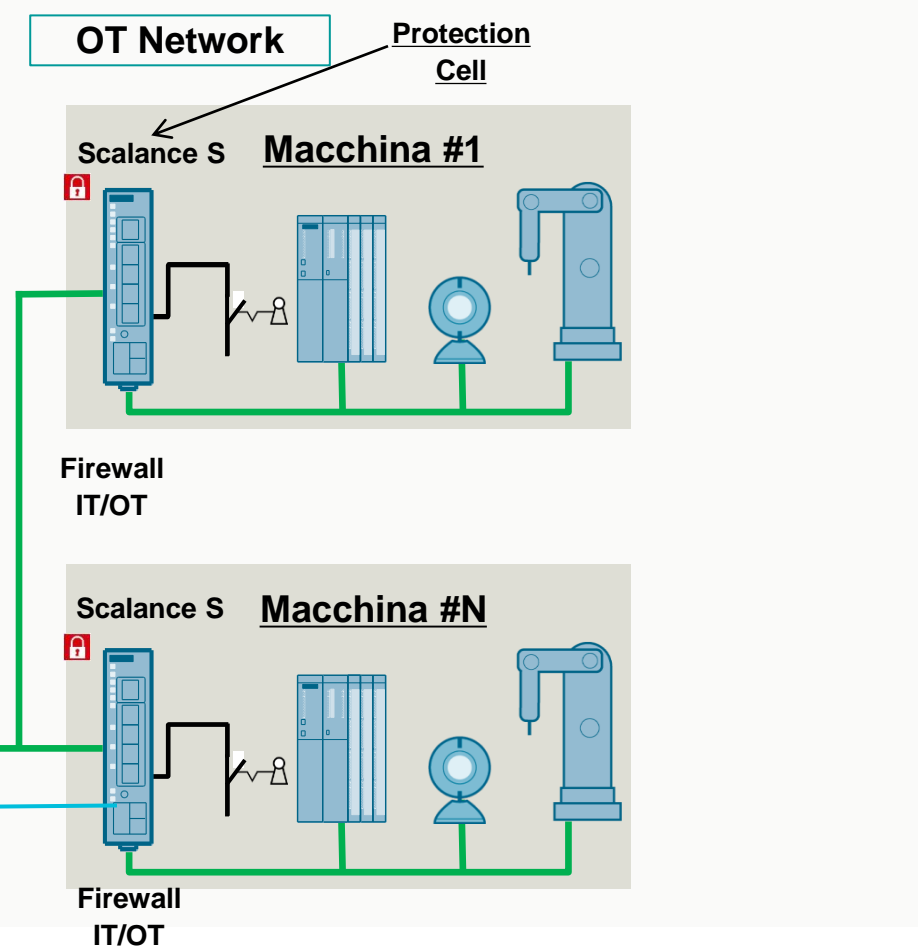 OT Network
Protection
Cell
Scalance S
Macchina #1
Firewall
IT/OT
Scalance S
Macchina #N
Firewall
IT/OT